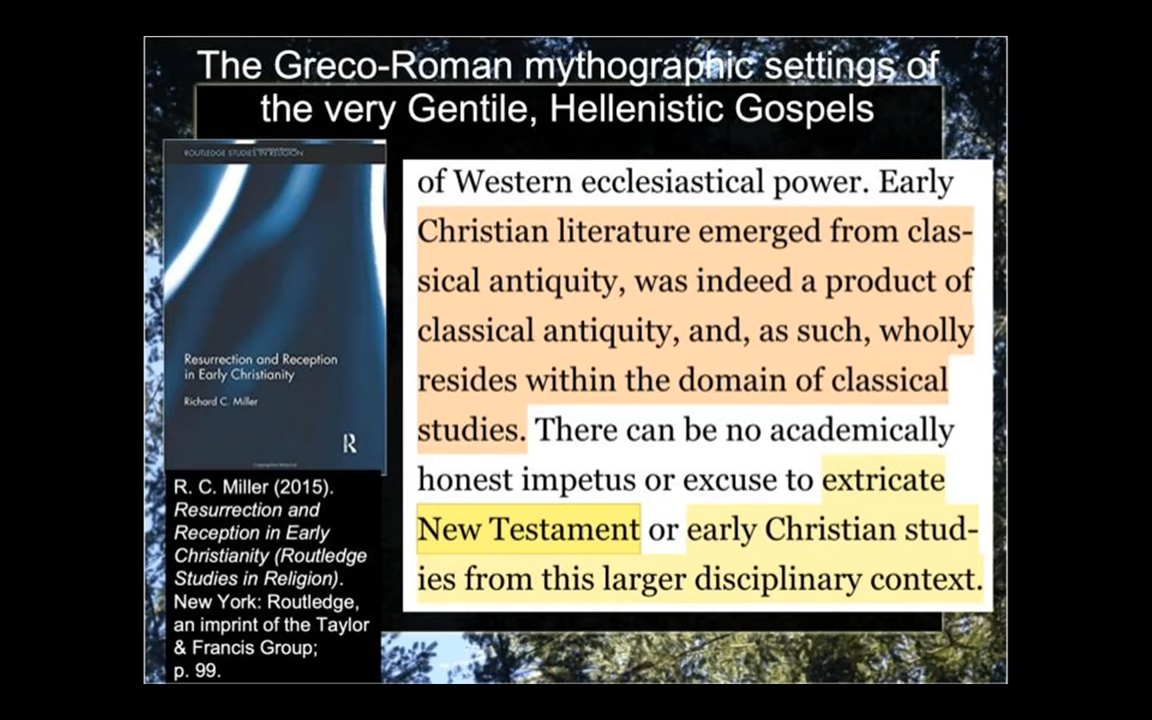 The Greco-Roman mythographic settings of
the very Gentile, Hellenistic Gospels
ROUTLEDGE STUDIES IN RELIGION
Resurrection and Reception
in Early Christianity
Richard C. Miller
R
R. C. Miller (2015).
Resurrection and
Reception in Early
Christianity (Routledge
Studies in Religion).
New York: Routledge,
an imprint of the Taylor
& Francis Group;
p. 99.
of Western ecclesiastical power. Early
Christian literature emerged from clas-
sical antiquity, was indeed a product of
classical antiquity, and, as such, wholly
resides within the domain of classical
studies. There can be no academically
honest impetus or excuse to extricate
New Testament or early Christian stud-
ies from this larger disciplinary context.